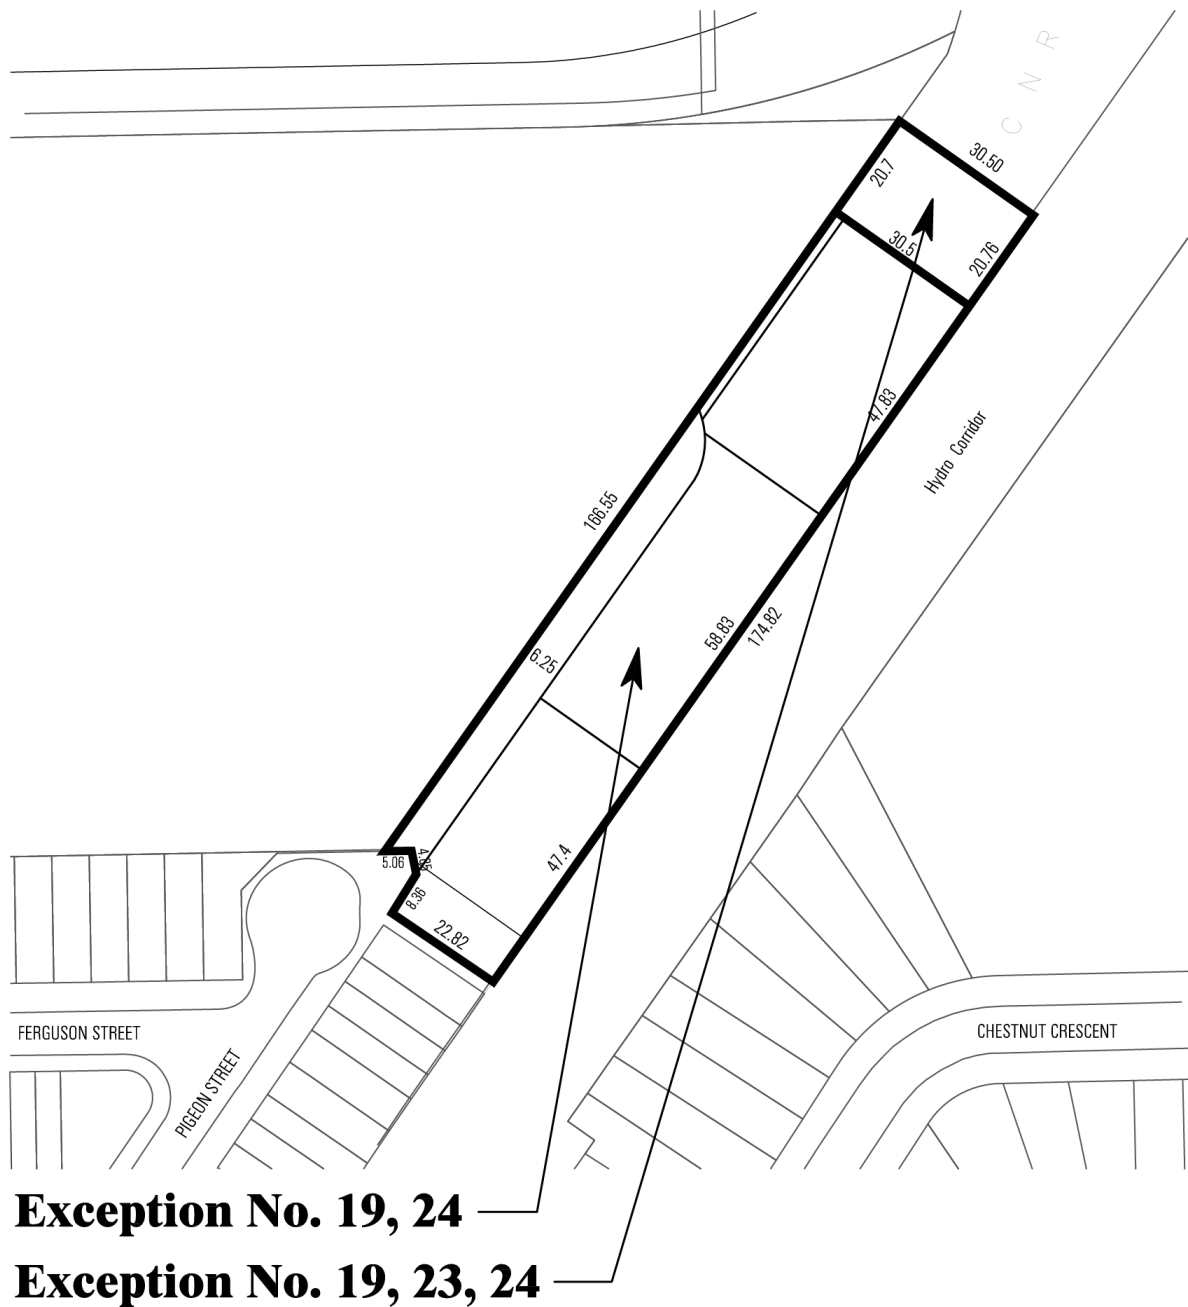 C N R
30.50
20.7
30.5
20.76
47.83
Hydro Corridor
166.55
58.83
174.82
6.25
47.4
5.06
4.95
8.36
22.82
FERGUSON STREET
CHESTNUT CRESCENT
PIGEON STREET
Exception No. 19, 24
Exception No. 19, 23, 24